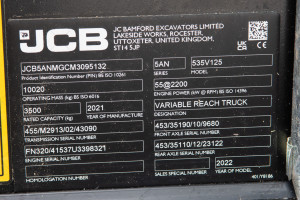 JCB
JC BAMFORD EXCAVATORS LIMITED
LAKESIDE WORKS, ROCESTER,
UTTOXETER, UNITED KINGDOM,
ST14 5JP
JCB5ANMGCM3095132
Product Identification Number (PIN) BS ISO 10261
5AN
535V125
SERIES
MODEL
10020
OPERATING MASS (kg) BS ISO 6016
55@2200
ENGINE POWER (kW @ RPM) BS ISO 14396
3500
RATED CAPACITY (kg)
2021
YEAR OF MANUFACTURE
VARIABLE REACH TRUCK
DESIGNATION
455/M2913/02/43090
TRANSMISSION SERIAL NUMBER
453/35190/10/9680
FRONT AXLE SERIAL NUMBER
FN320/41537U3398321
ENGINE SERIAL NUMBER
453/35110/12/23122
REAR AXLE SERIAL NUMBER
2022
HOMOLOGATION NUMBER
SALES SPECIAL NUMBER
MODEL YEAR